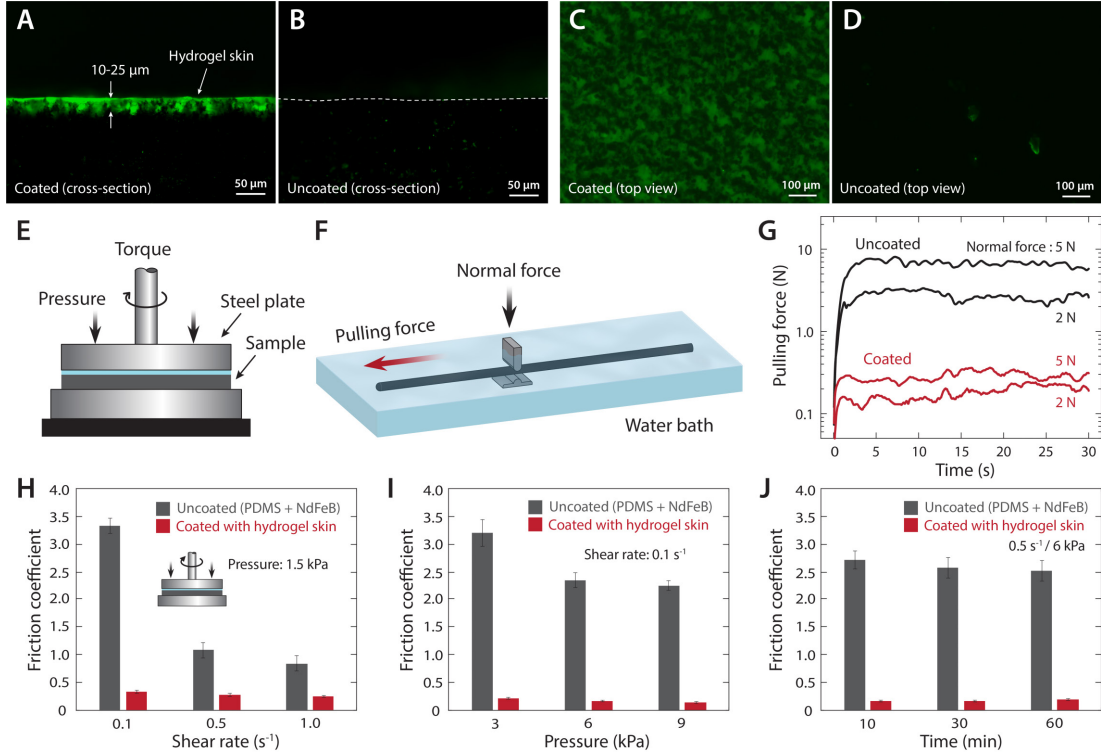 A
Hydrogel skin
10-25 μm
Coated (cross-section)
50 μm
B
Uncoated (cross-section)
50 μm
C
Coated (top view)
100 μm
D
Uncoated (top view)
100 μm
E
Torque
Pressure
Steel plate
Sample
F
Normal force
Pulling force
Water bath
G
Pulling force (N)
10
1.0
0.1
Uncoated
Normal force : 5 N
2 N
Coated
5 N
2 N
0 5 10 15 20 25 30
Time (s)
H
Friction coefficient
4.0
3.5
3.0
2.5
2.0
1.5
1.0
0.5
0
Uncoated (PDMS + NdFeB)
Coated with hydrogel skin
Pressure: 1.5 kPa
0.1 0.5 1.0
Shear rate (s⁻¹)
I
Friction coefficient
4.0
3.5
3.0
2.5
2.0
1.5
1.0
0.5
0
Uncoated (PDMS + NdFeB)
Coated with hydrogel skin
Shear rate: 0.1 s⁻¹
3 6 9
Pressure (kPa)
J
Friction coefficient
4.0
3.5
3.0
2.5
2.0
1.5
1.0
0.5
0
Uncoated (PDMS + NdFeB)
Coated with hydrogel skin
0.5 s⁻¹ / 6 kPa
10 30 60
Time (min)